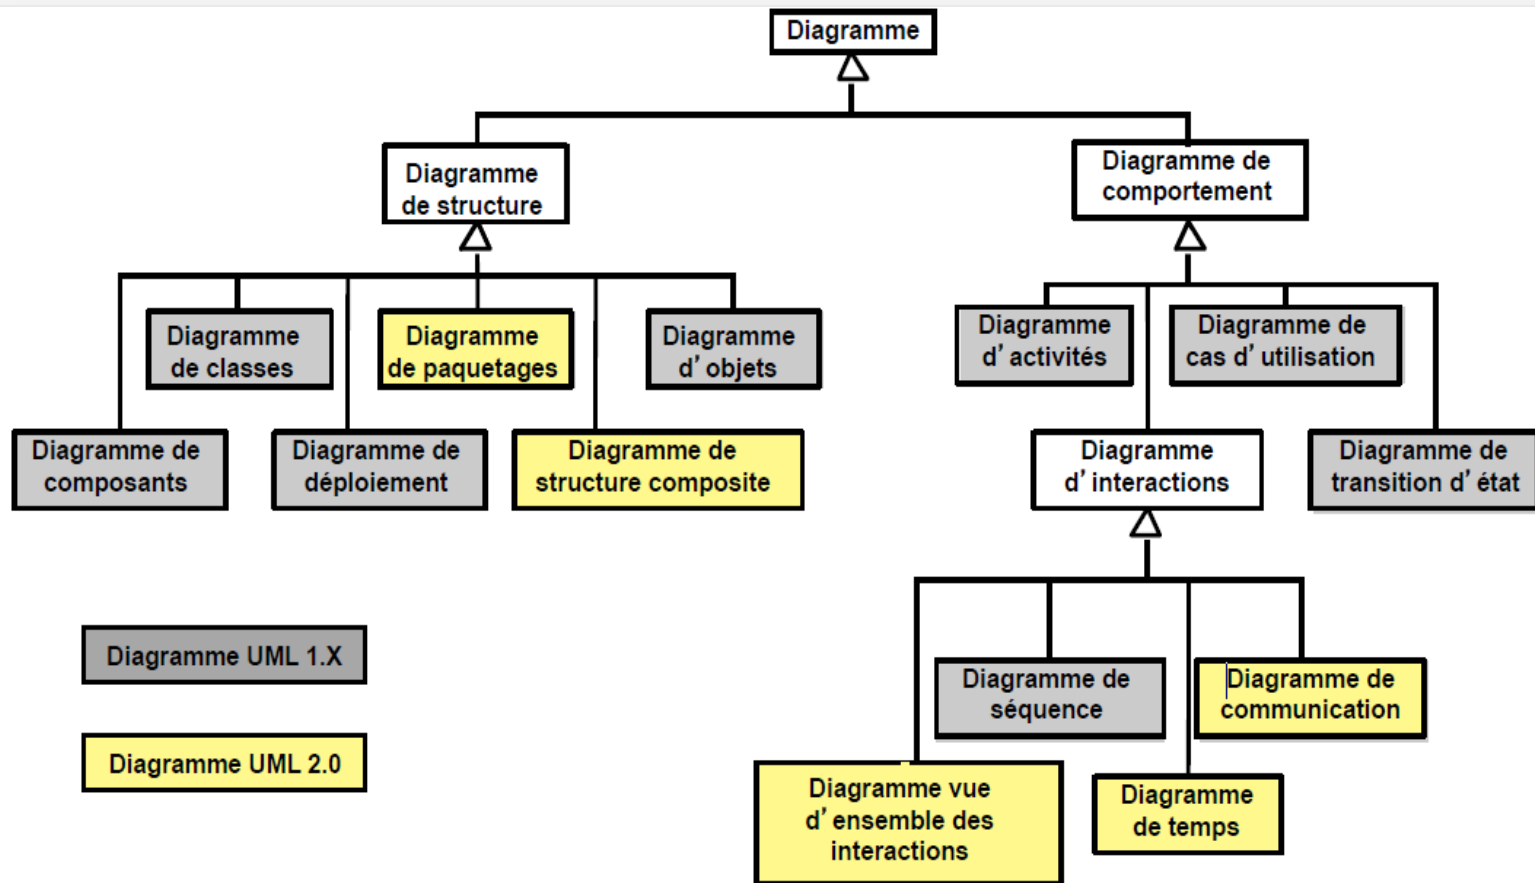 Diagramme
Diagramme
de structure
Diagramme de
comportement
Diagramme
de classes
Diagramme
de paquetages
Diagramme
d’objets
Diagramme
d’activités
Diagramme de
cas d’utilisation
Diagramme de
composants
Diagramme de
déploiement
Diagramme de
structure composite
Diagramme
d’interactions
Diagramme de
transition d’état
Diagramme UML 1.X
Diagramme de
séquence
Diagramme de
communication
Diagramme UML 2.0
Diagramme vue
d’ensemble des
interactions
Diagramme
de temps